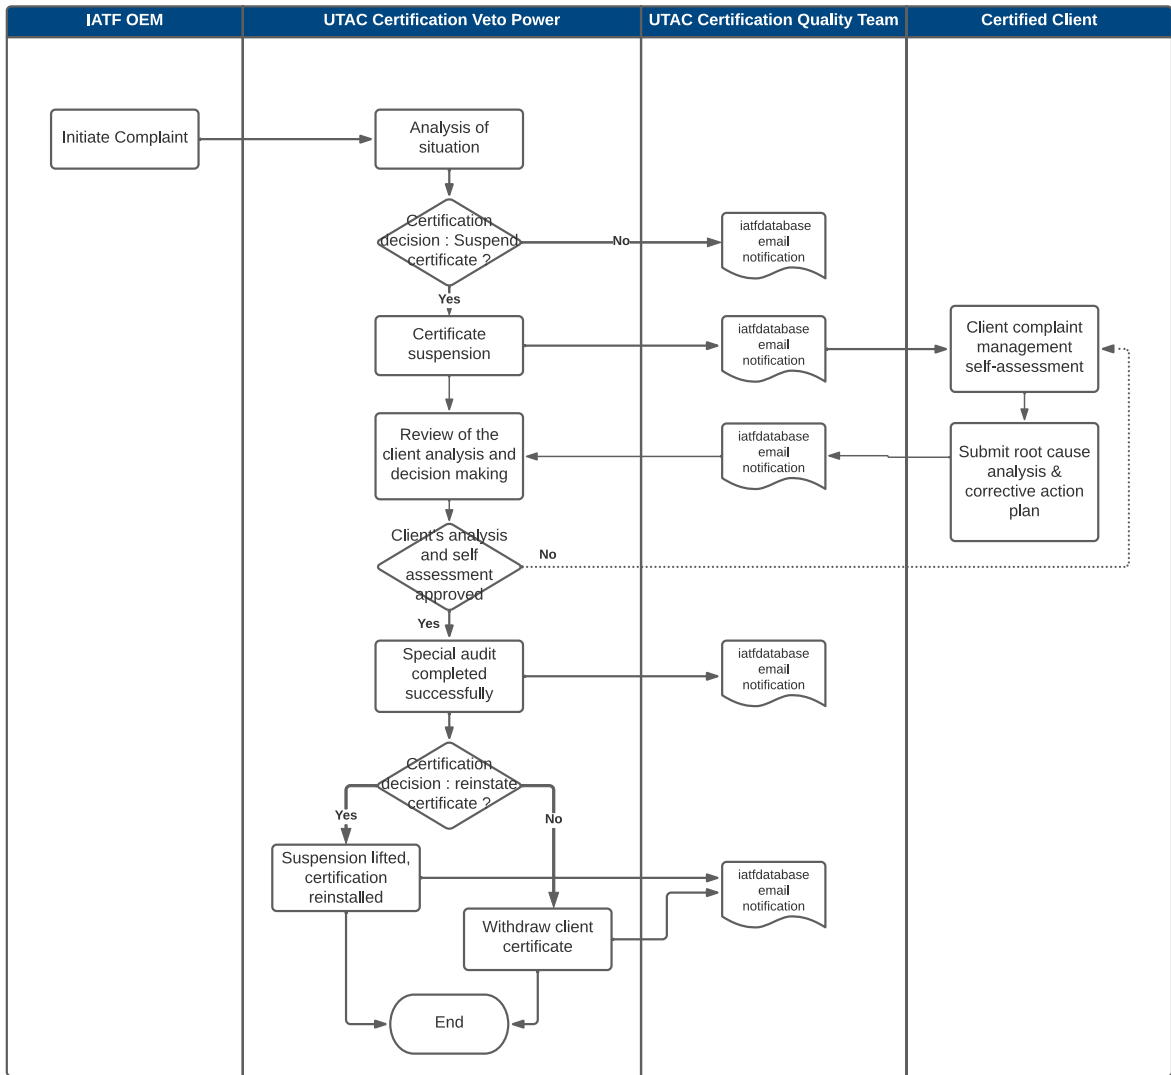 IATF OEM
UTAC Certification Veto Power
UTAC Certification Quality Team
Certified Client
Initiate Complaint
Analysis of
situation
Certification
decision : Suspend
certificate ?
No
iatfdatabase
email
notification
Yes
Certificate
suspension
iatfdatabase
email
notification
Client complaint
management
self-assessment
Review of the
client analysis and
decision making
iatfdatabase
email
notification
Submit root cause
analysis &
corrective action
plan
Client's analysis
and self
assessment
approved
No
Yes
Special audit
completed
successfully
iatfdatabase
email
notification
Certification
decision : reinstate
certificate ?
Yes
No
Suspension lifted,
certification
reinstalled
iatfdatabase
email
notification
Withdraw client
certificate
End